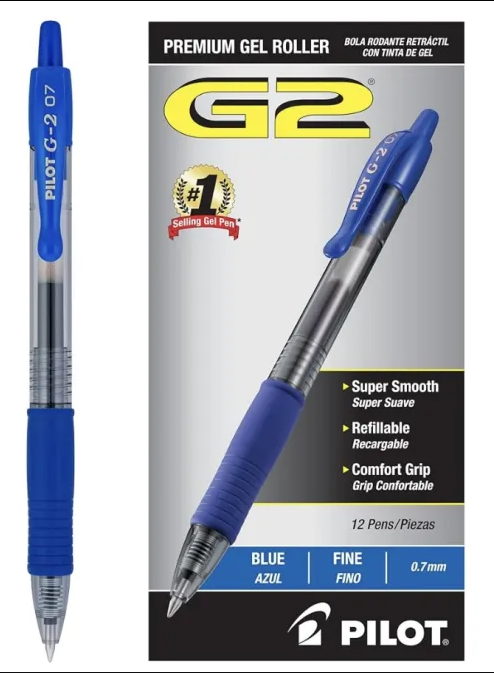 PILOT G-2 07
PREMIUM GEL ROLLER
BOLA RODANTE RETRÁCTIL
CON TINTA DE GEL
G2®
PILOT G-2 07
#1
Selling Gel Pen*
Super Smooth
Super Suave
Refillable
Recargable
Comfort Grip
Grip Confortable
12 Pens/Piezas
BLUE
AZUL
FINE
FINO
0.7mm
PILOT®